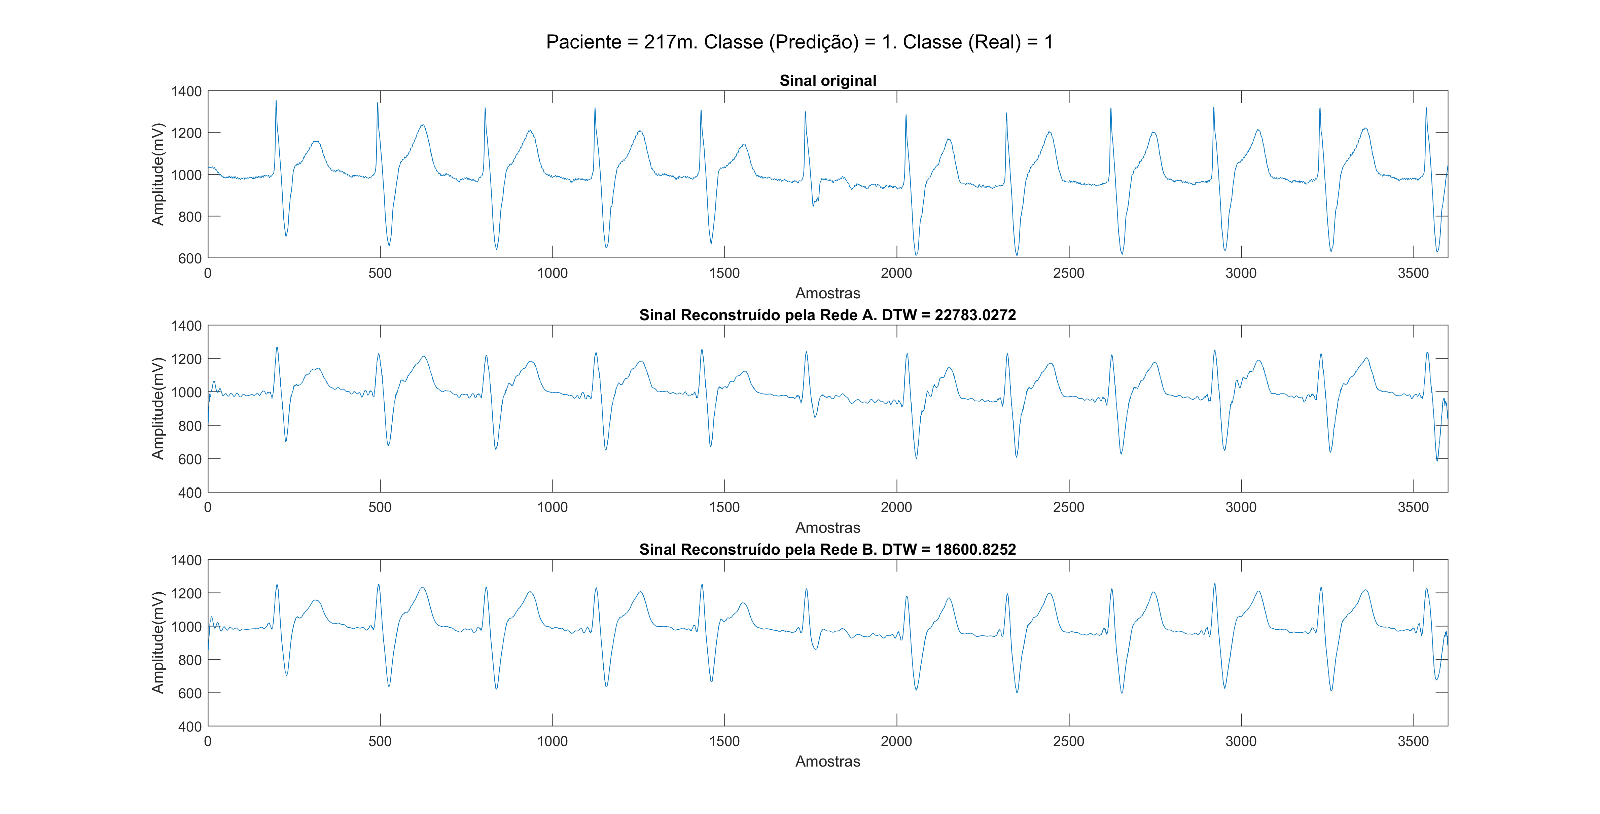 Paciente = 217m. Classe (Predição) = 1. Classe (Real) = 1
Sinal original
1400
1200
1000
800
600
Amplitude(mV)
0 500 1000 1500 2000 2500 3000 3500
Amostras
Sinal Reconstruído pela Rede A. DTW = 22783.0272
1400
1200
1000
800
600
400
Amplitude(mV)
0 500 1000 1500 2000 2500 3000 3500
Amostras
Sinal Reconstruído pela Rede B. DTW = 18600.8252
1400
1200
1000
800
600
400
Amplitude(mV)
0 500 1000 1500 2000 2500 3000 3500
Amostras